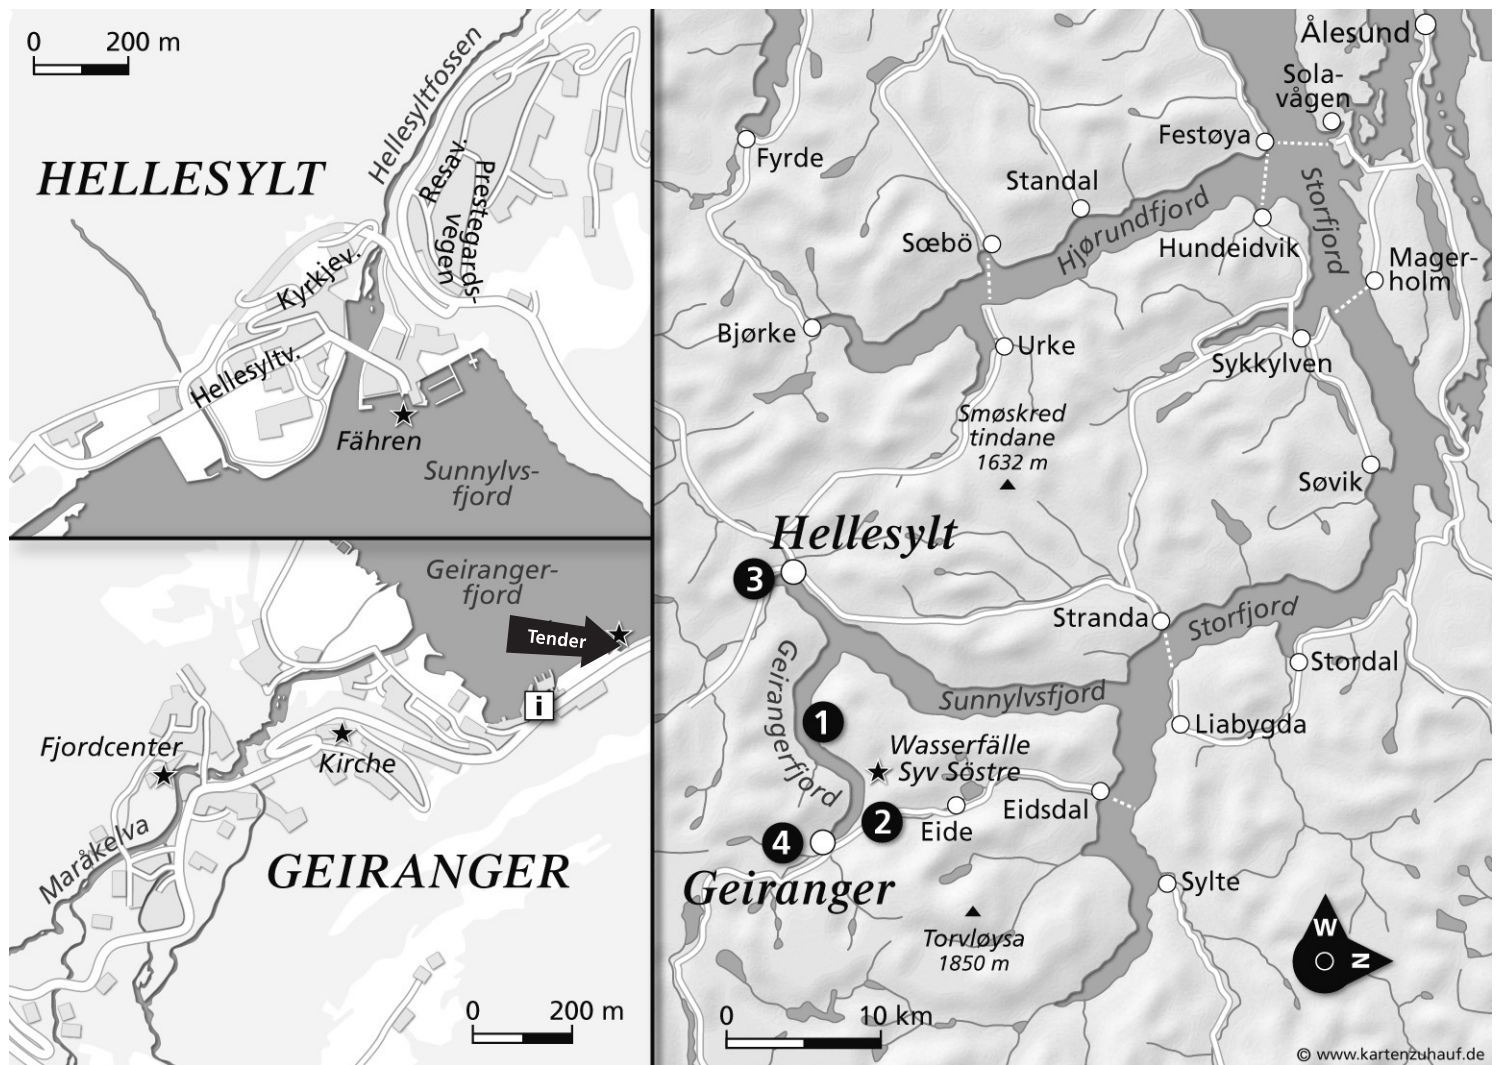 0 200 m
HELLESYLT
Hellesyltfossen
Resav.
Prestegards-
vegen
Kyrkjev.
Hellesyltv.
Fähren
Sunnylvs-
fjord
Geiranger-
fjord
Tender
i
Fjordcenter
Kirche
Maråkelva
GEIRANGER
0 200 m
Ålesund
Sola-
vågen
Festøya
Fyrde
Standal
Storfjord
Hjørundfjord
Sœbö
Hundeidvik
Mager-
holm
Bjørke
Urke
Sykkylven
Smøskred
tindane
1632 m
Søvik
Hellesylt
3
Stranda
Storfjord
Stordal
Geirangerfjord
Sunnylvsfjord
1
Liabygda
Wasserfälle
Syv Söstre
2
Eide
Eidsdal
4
Geiranger
Sylte
Torvløysa
1850 m
W
N
0 10 km
© www.kartenzuhauf.de